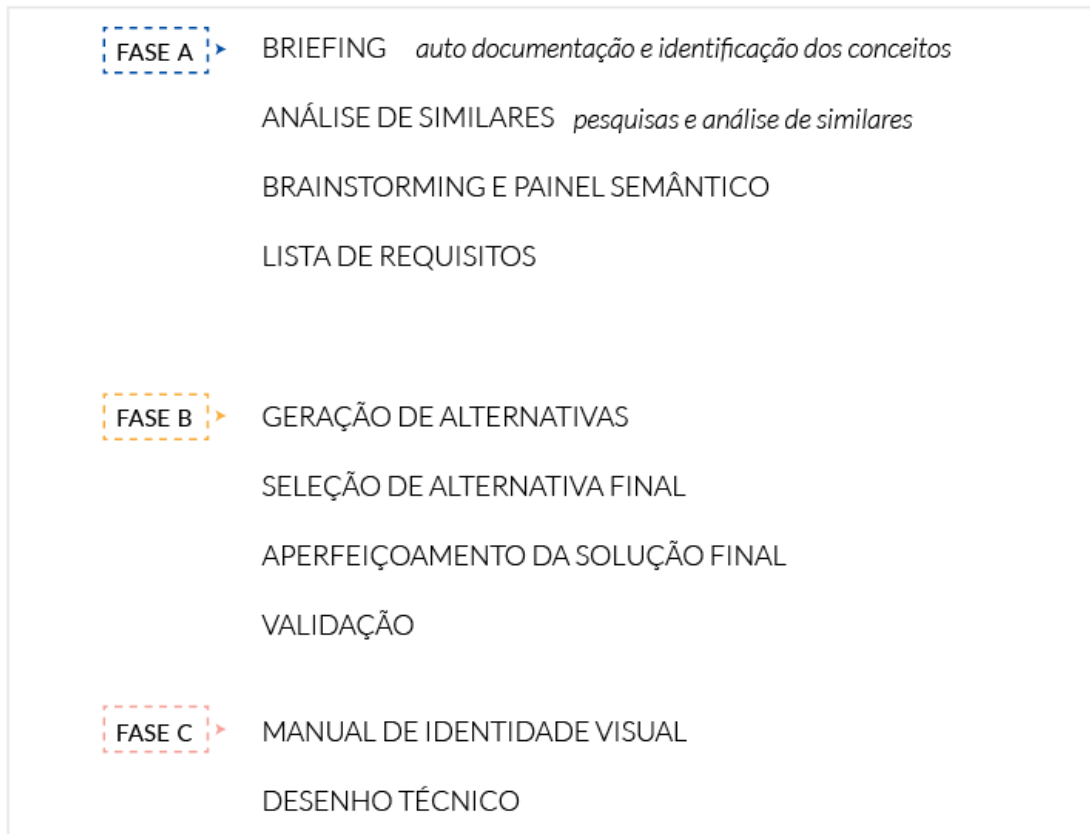 FASE A BRIEFING auto documentação e identificação dos conceitos
ANÁLISE DE SIMILARES pesquisas e análise de similares
BRAINSTORMING E PAINEL SEMÂNTICO
LISTA DE REQUISITOS
FASE B GERAÇÃO DE ALTERNATIVAS
SELEÇÃO DE ALTERNATIVA FINAL
APERFEIÇOAMENTO DA SOLUÇÃO FINAL
VALIDAÇÃO
FASE C MANUAL DE IDENTIDADE VISUAL
DESENHO TÉCNICO